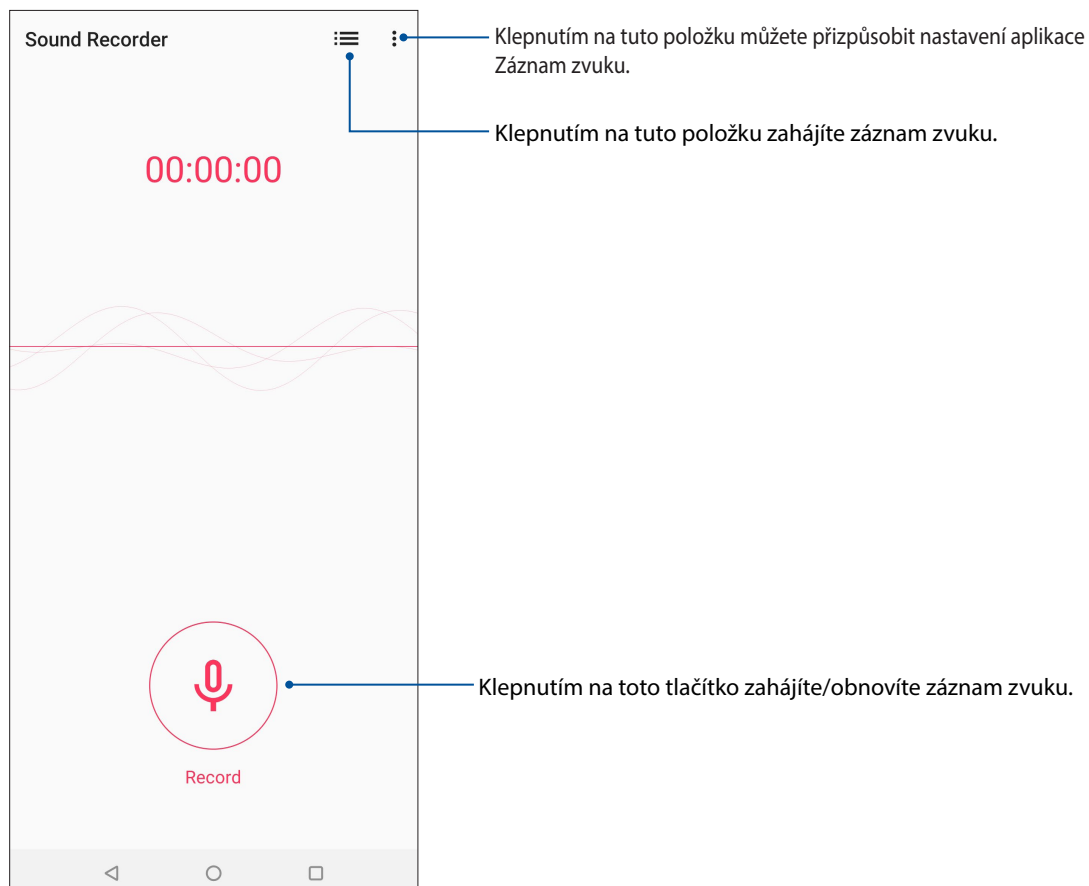 Sound Recorder
Klepnutím na tuto položku můžete přizpůsobit nastavení aplikace
Záznam zvuku.
Klepnutím na tuto položku zahájíte záznam zvuku.
00:00:00
Klepnutím na toto tlačítko zahájíte/obnovíte záznam zvuku.
Record